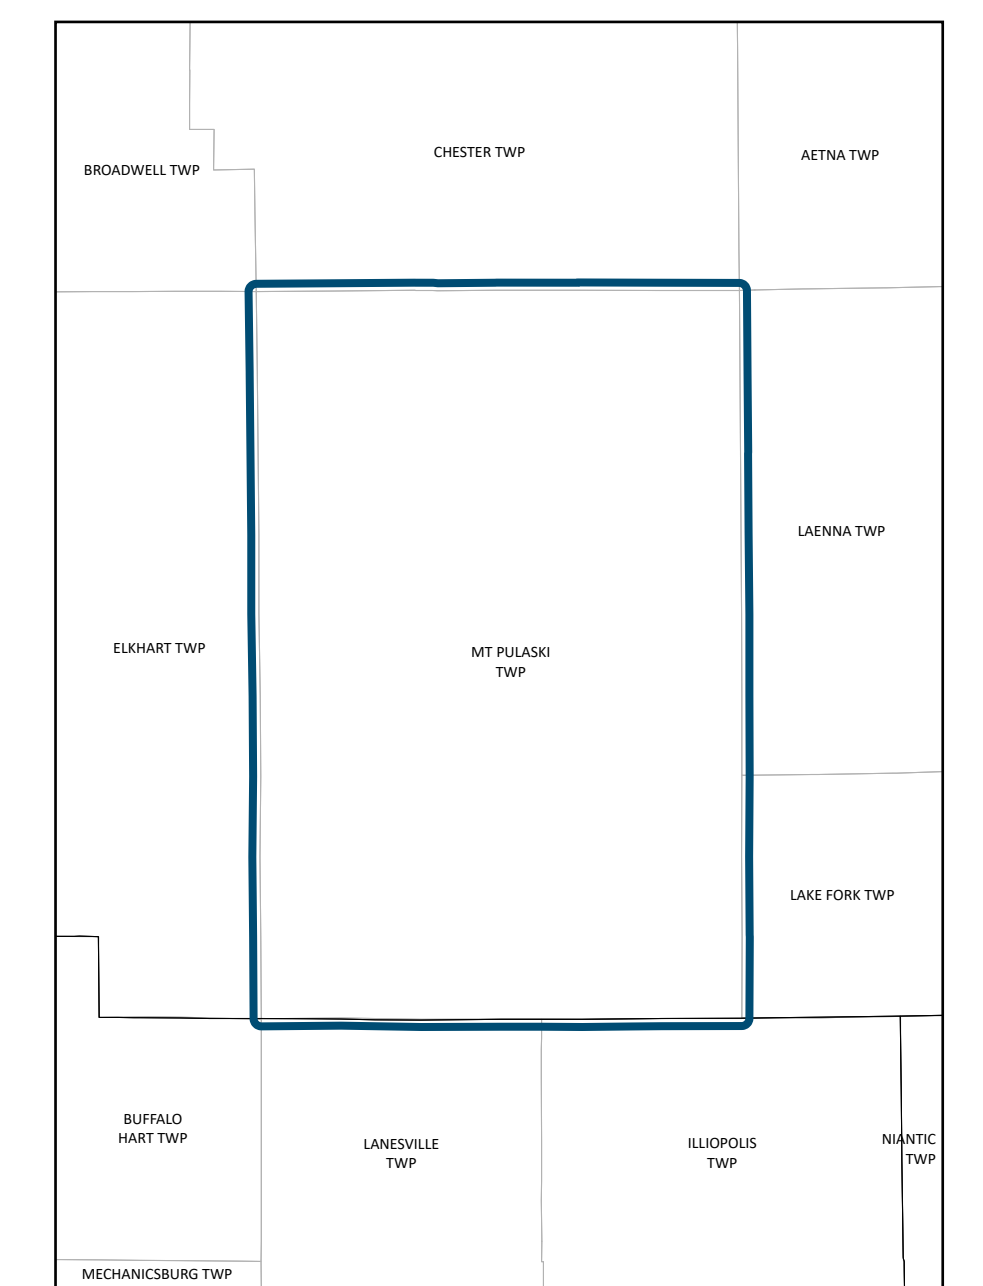 CHESTER TWP
AETNA TWP
BROADWELL TWP
LAENNA TWP
ELKHART TWP
MT PULASKI
TWP
LAKE FORK TWP
BUFFALO
HART TWP
LANESVILLE
TWP
ILLIOPOLIS
TWP
NIANTIC
TWP
MECHANICSBURG TWP